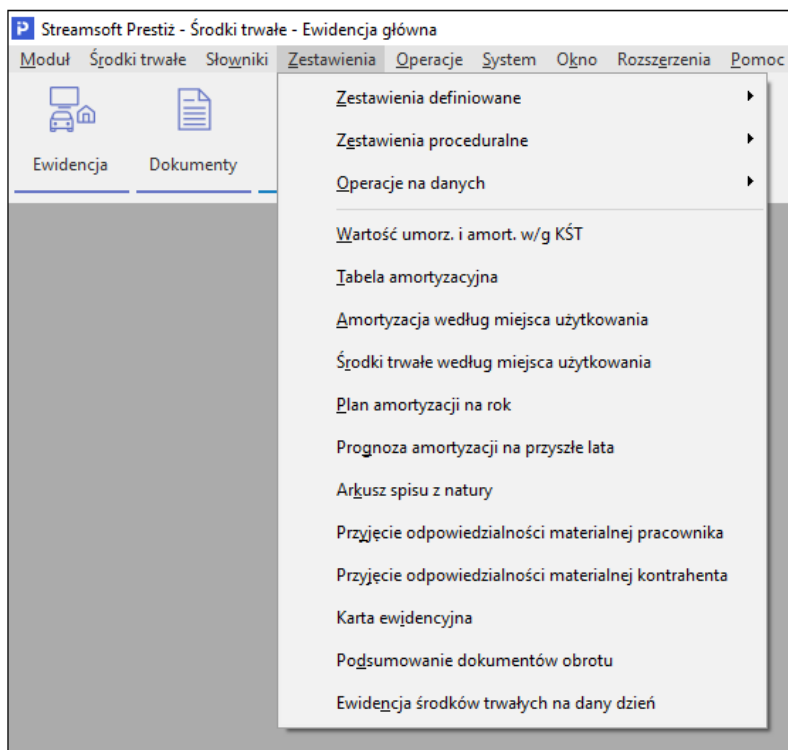 Streamsoft Prestiż - Środki trwałe - Ewidencja główna
Moduł Środki trwałe Słowniki Zestawienia Operacje System Okno Rozszerzenia Pomoc
Ewidencja Dokumenty
Zestawienia definiowane
Zestawienia proceduralne
Operacje na danych
Wartość umorz. i amort. w/g KŚT
Tabela amortyzacyjna
Amortyzacja według miejsca użytkowania
Środki trwałe według miejsca użytkowania
Plan amortyzacji na rok
Prognoza amortyzacji na przyszłe lata
Arkusz spisu z natury
Przyjęcie odpowiedzialności materialnej pracownika
Przyjęcie odpowiedzialności materialnej kontrahenta
Karta ewidencyjna
Podsumowanie dokumentów obrotu
Ewidencja środków trwałych na dany dzień